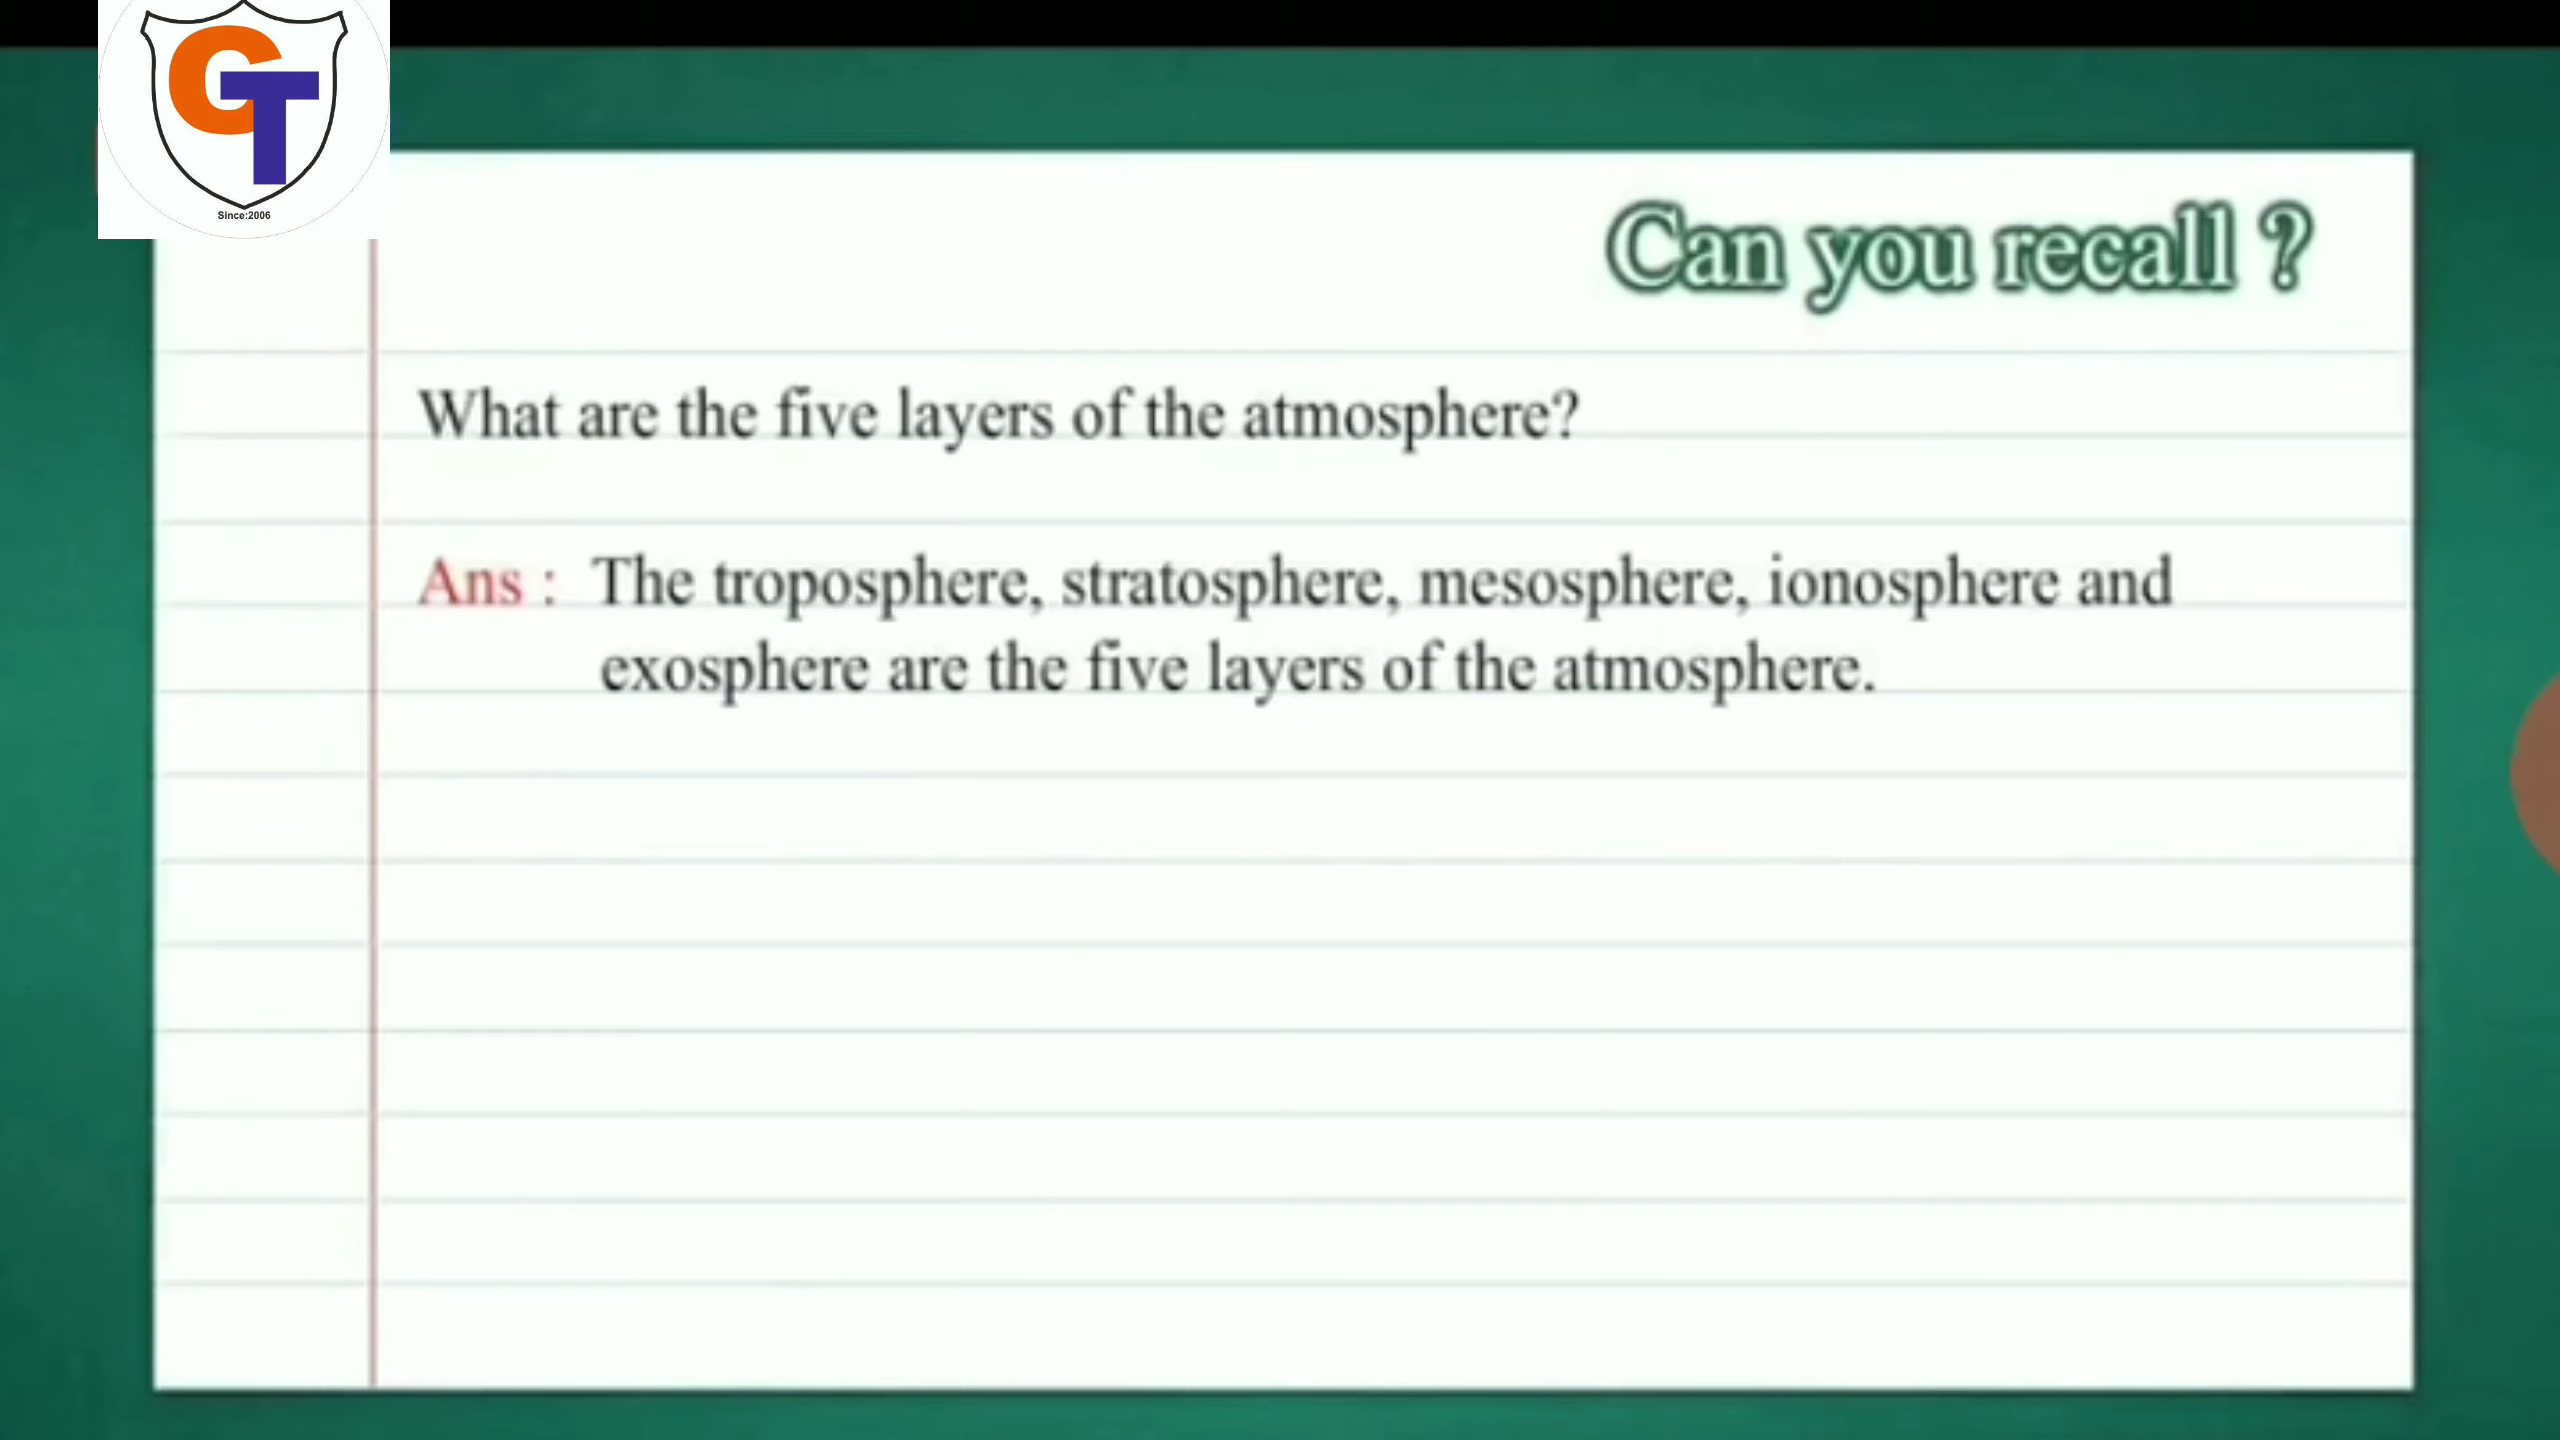 GT
Since:2006
Can you recall ?
What are the five layers of the atmosphere?
Ans : The troposphere, stratosphere, mesosphere, ionosphere and
exosphere are the five layers of the atmosphere.